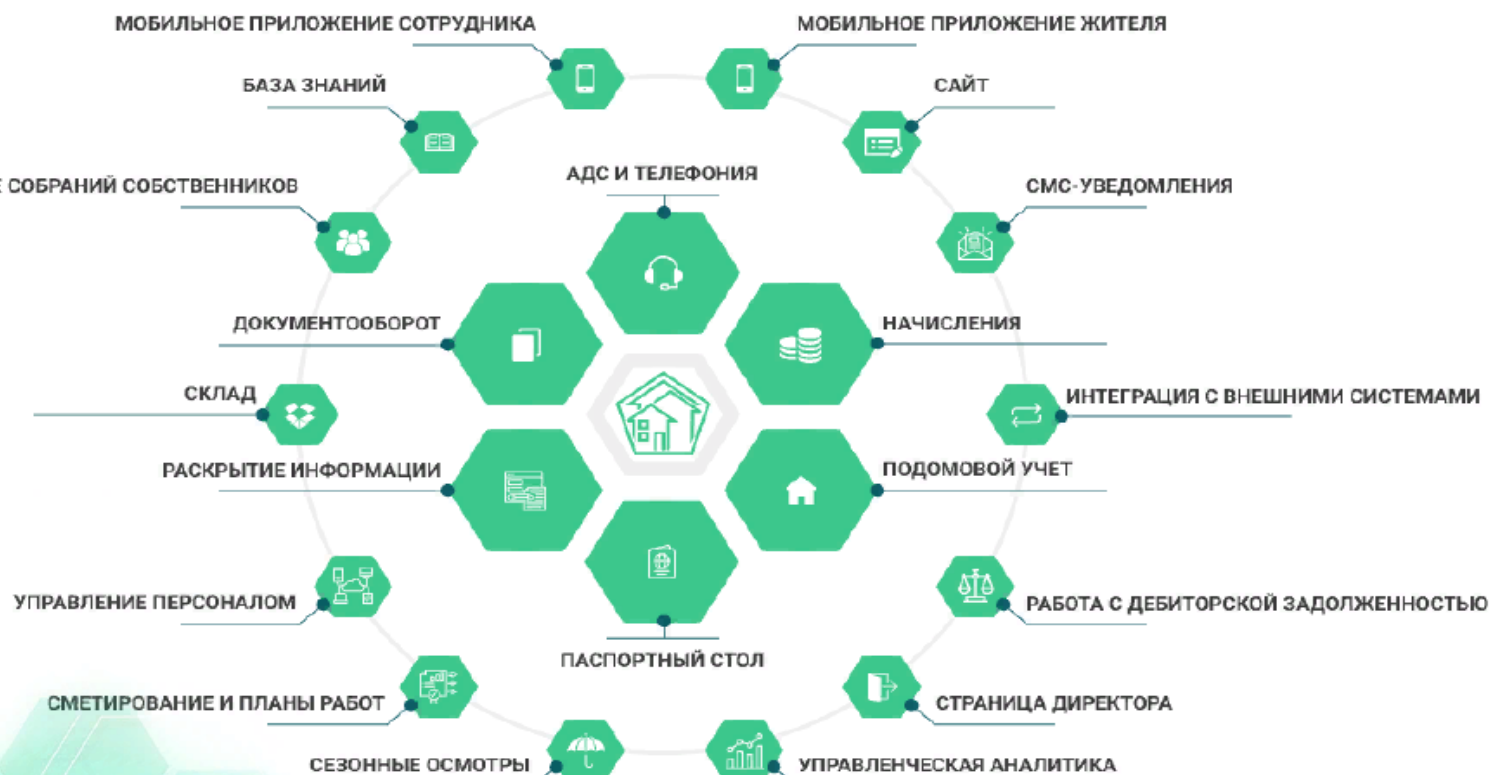 МОБИЛЬНОЕ ПРИЛОЖЕНИЕ СОТРУДНИКА
МОБИЛЬНОЕ ПРИЛОЖЕНИЕ ЖИТЕЛЯ
БАЗА ЗНАНИЙ
САЙТ
АДС И ТЕЛЕФОНИЯ
СОБРАНИЙ СОБСТВЕННИКОВ
СМС-УВЕДОМЛЕНИЯ
ДОКУМЕНТООБОРОТ
НАЧИСЛЕНИЯ
СКЛАД
ИНТЕГРАЦИЯ С ВНЕШНИМИ СИСТЕМАМИ
РАСКРЫТИЕ ИНФОРМАЦИИ
ПОДОМОВОЙ УЧЕТ
УПРАВЛЕНИЕ ПЕРСОНАЛОМ
РАБОТА С ДЕБИТОРСКОЙ ЗАДОЛЖЕННОСТЬЮ
ПАСПОРТНЫЙ СТОЛ
СМЕТИРОВАНИЕ И ПЛАНЫ РАБОТ
СТРАНИЦА ДИРЕКТОРА
СЕЗОННЫЕ ОСМОТРЫ
УПРАВЛЕНЧЕСКАЯ АНАЛИТИКА